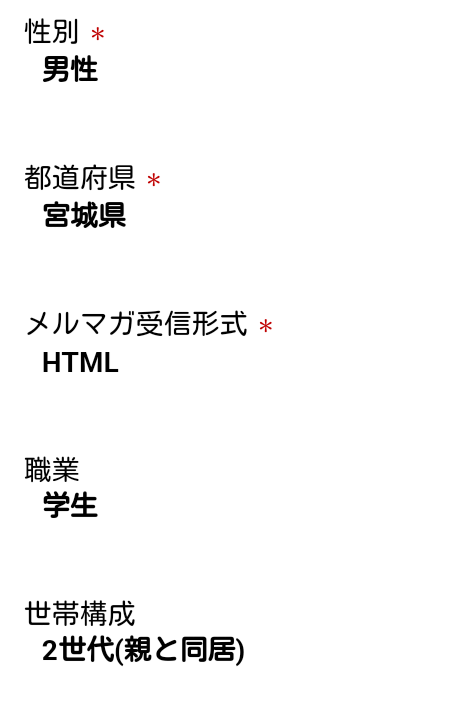 性別 *
男性
都道府県 *
宮城県
メルマガ受信形式 *
HTML
職業
学生
世帯構成
2世代(親と同居)